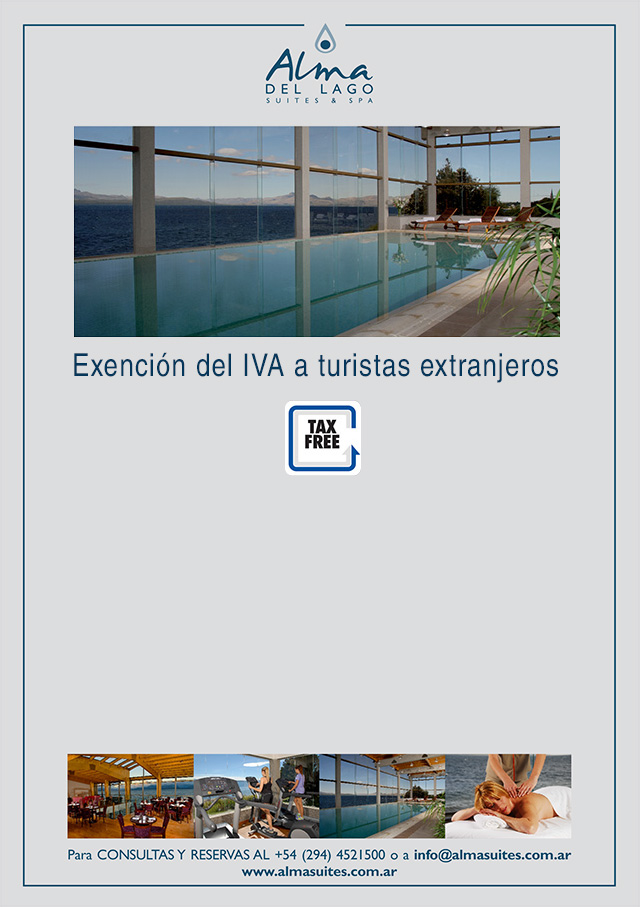 Alma
DEL LAGO
SUITES & SPA
Exención del IVA a turistas extranjeros
TAX
FREE
Para CONSULTAS Y RESERVAS AL +54 (294) 4521500 o a info@almasuites.com.ar
www.almasuites.com.ar